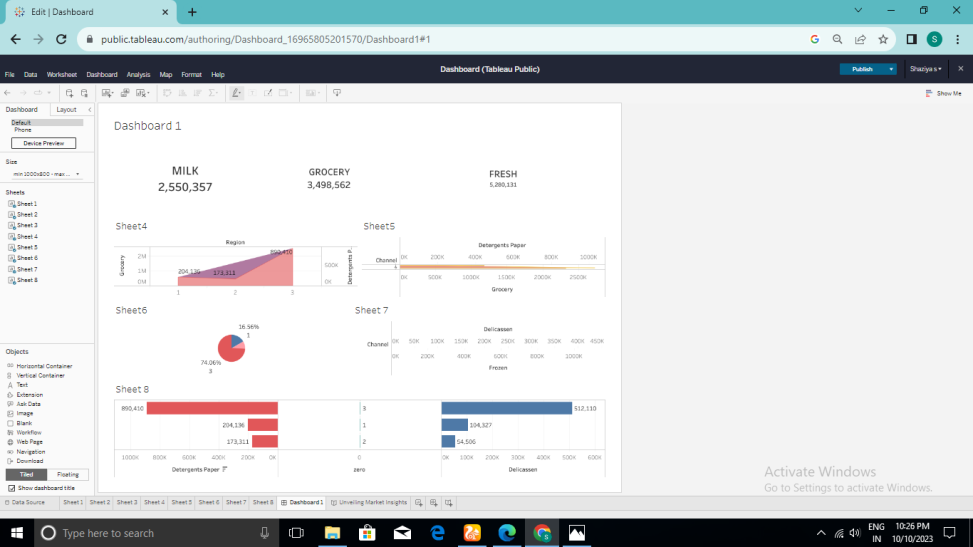 Edit | Dashboard
public.tableau.com/authoring/Dashboard_16965805201570/Dashboard1#1
S
File Data Worksheet Dashboard Analysis Map Format Help
Dashboard (Tableau Public)
Publish
Shaziya s
Show Me
Dashboard Layout
Default
Phone
Device Preview
Size
min 1000x800 - max ...
Sheets
Sheet 1
Sheet 2
Sheet 3
Sheet 4
Sheet 5
Sheet 6
Sheet 7
Sheet 8
Objects
Horizontal Container
Vertical Container
Text
Extension
Ask Data
Image
Blank
Workflow
Web Page
Navigation
Download
Tiled Floating
Show dashboard title
Dashboard 1
MILK
2,550,357
GROCERY
3,498,562
FRESH
5,280,131
Sheet4
Region
Grocery
2M
1M
0M
204,136 173,311 890,410
500K
0K
Detergents P..
1 2 3
Sheet5
Detergents Paper
0K 200K 400K 600K 800K 1000K
Channel
1
0K 500K 1000K 1500K 2000K 2500K
Grocery
Sheet6
16.56%
1
74.06%
3
Sheet 7
Delicassen
0K 50K 100K 150K 200K 250K 300K 350K 400K 450K
Channel
0K 200K 400K 600K 800K 1000K
Frozen
Sheet 8
890,410 3 512,110
204,136 1 104,327
173,311 2 54,506
1000K 800K 600K 400K 200K 0K 0 0K 100K 200K 300K 400K 500K 600K
Detergents Paper zero Delicassen
Activate Windows
Go to Settings to activate Windows.
Data Source Sheet 1 Sheet 2 Sheet 3 Sheet 4 Sheet 5 Sheet 6 Sheet 7 Sheet 8 Dashboard 1 Unveiling Market Insights
Type here to search
ENG
IN
10:26 PM
10/10/2023